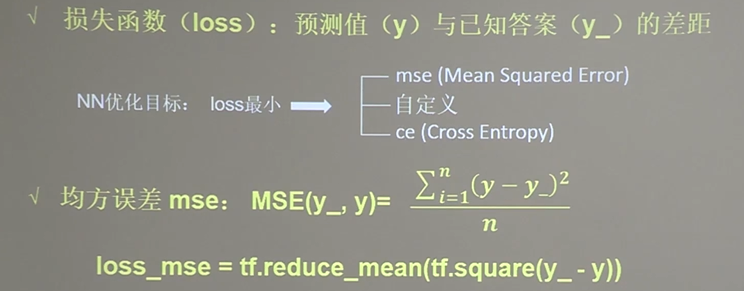 √ 损失函数（loss）：预测值（y）与已知答案（y_）的差距
mse (Mean Squared Error)
NN优化目标： loss最小 自定义
ce (Cross Entropy)
√ 均方误差 mse： MSE(y_, y)= \frac{\sum_{i=1}^{n}(y-y\_)^2}{n}
loss_mse = tf.reduce_mean(tf.square(y_ - y))